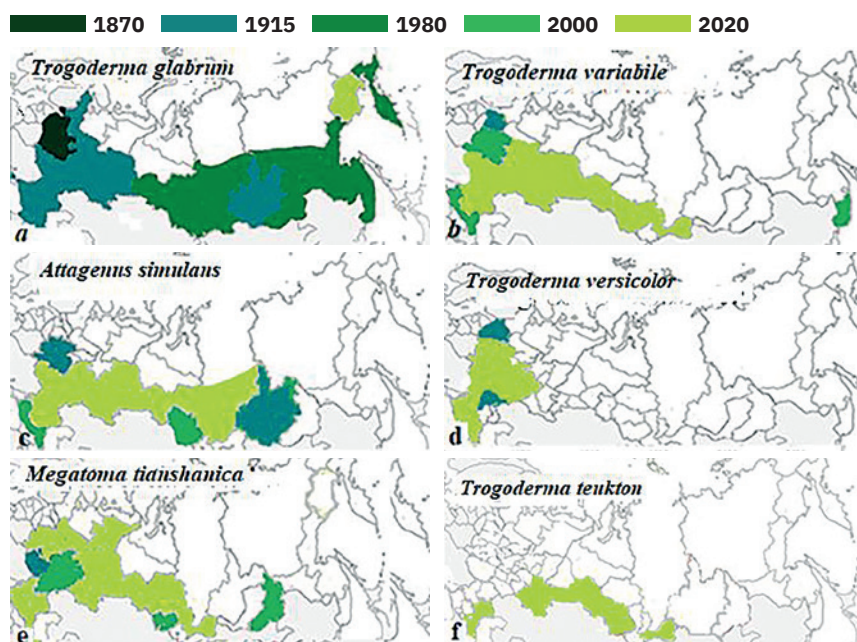 1870 1915 1980 2000 2020
Trogoderma glabrum
Trogoderma variabile
a
b
Attagenus simulans
Trogoderma versicolor
c
d
Megatoma tianshanica
Trogoderma teukton
e
f